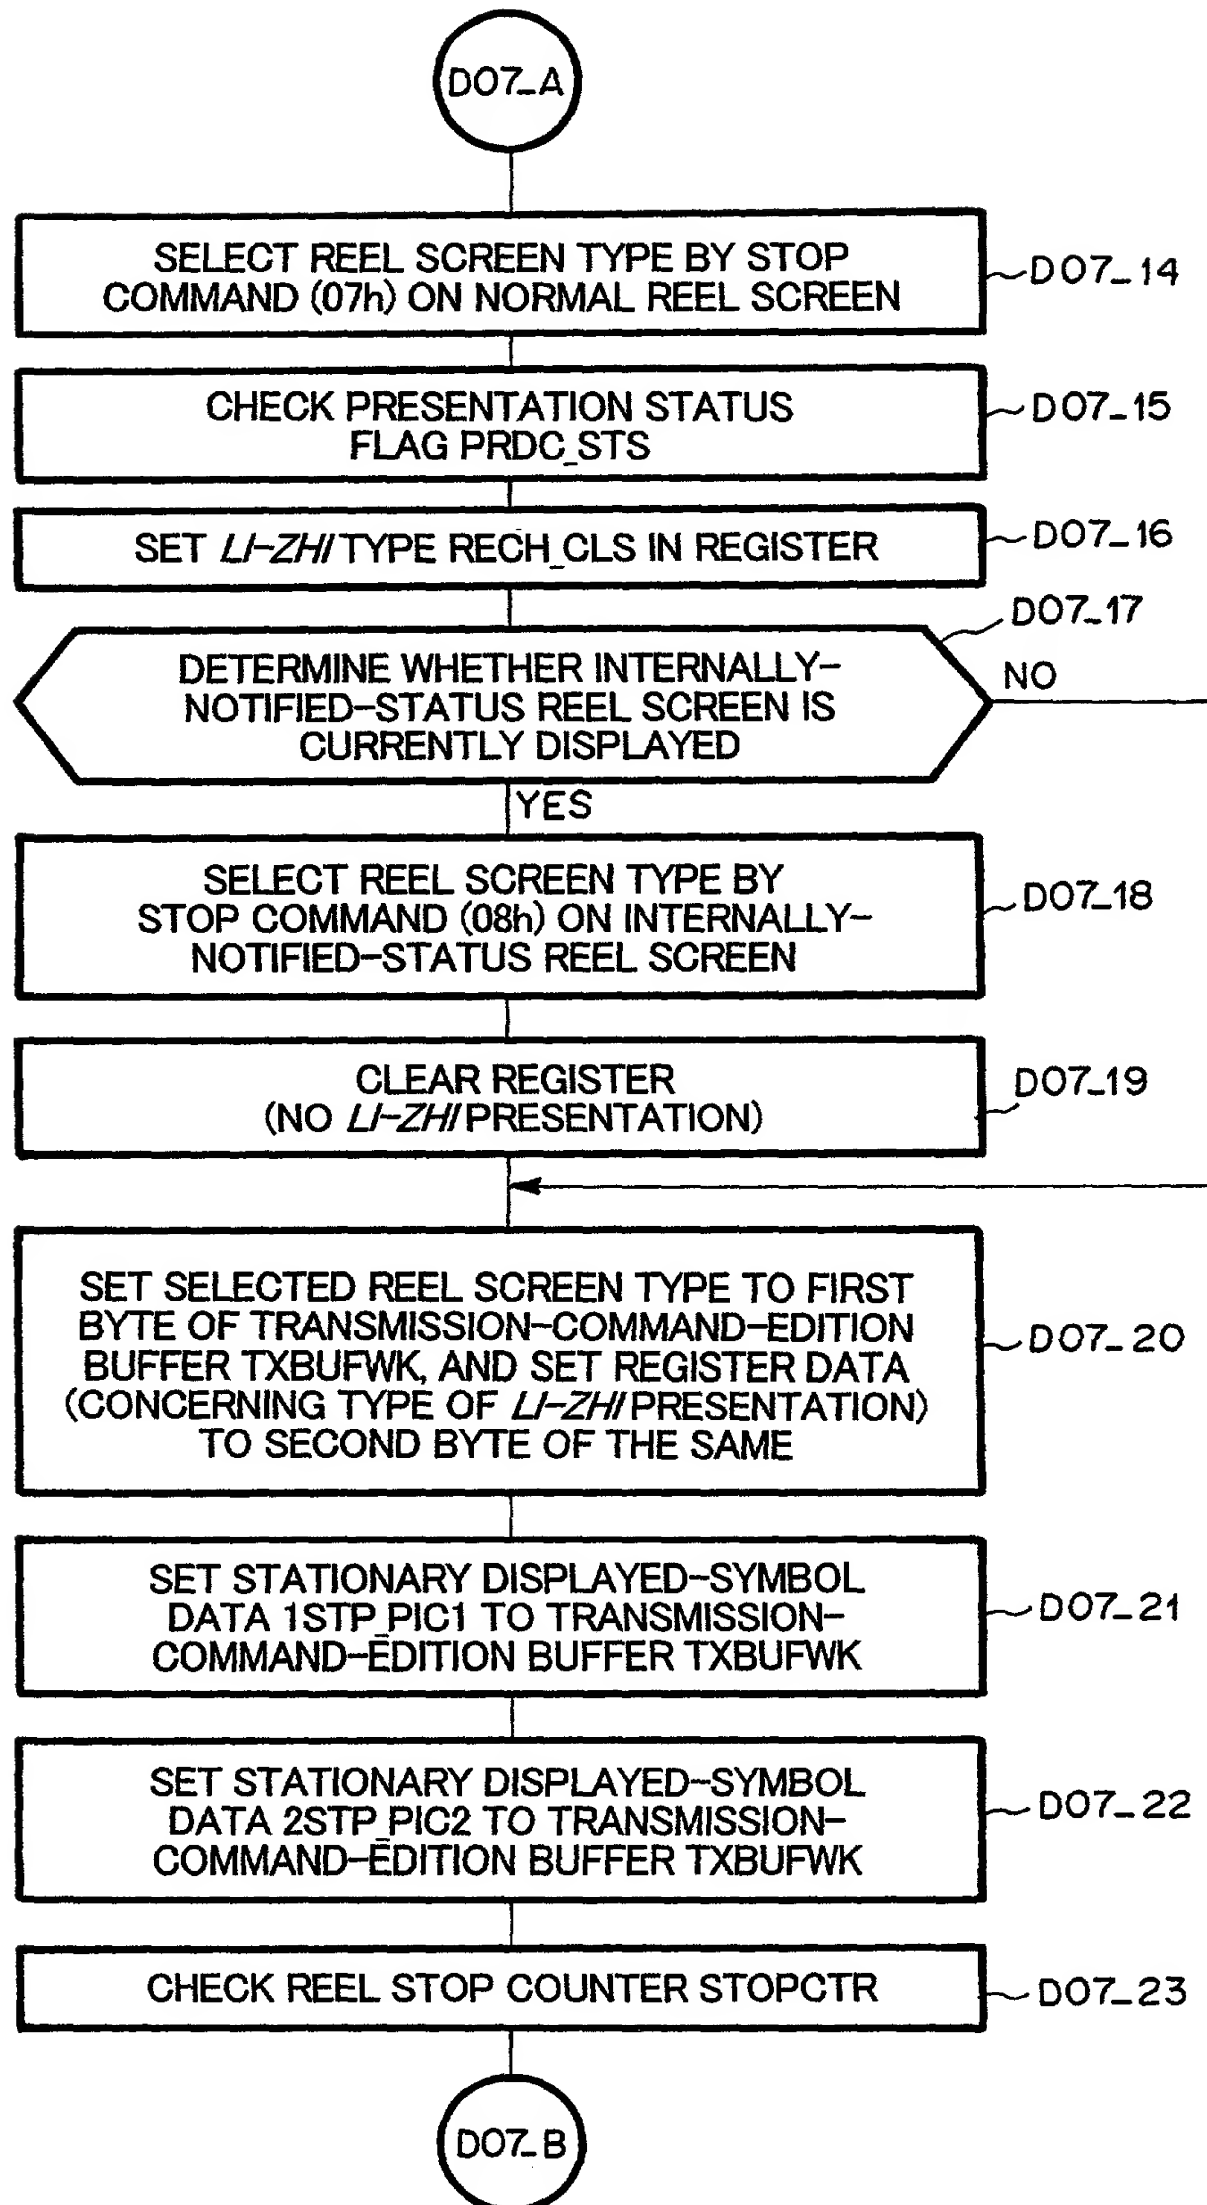 D07_A
SELECT REEL SCREEN TYPE BY STOP
COMMAND (07h) ON NORMAL REEL SCREEN
D07_14
CHECK PRESENTATION STATUS
FLAG PRDC_STS
D07_15
SET LI-ZHI TYPE RECH_CLS IN REGISTER
D07_16
D07_17
DETERMINE WHETHER INTERNALLY-
NOTIFIED-STATUS REEL SCREEN IS
CURRENTLY DISPLAYED
NO
YES
SELECT REEL SCREEN TYPE BY
STOP COMMAND (08h) ON INTERNALLY-
NOTIFIED-STATUS REEL SCREEN
D07_18
CLEAR REGISTER
(NO LI-ZHI PRESENTATION)
D07_19
SET SELECTED REEL SCREEN TYPE TO FIRST
BYTE OF TRANSMISSION-COMMAND-EDITION
BUFFER TXBUFWK, AND SET REGISTER DATA
(CONCERNING TYPE OF LI-ZHI PRESENTATION)
TO SECOND BYTE OF THE SAME
D07_20
SET STATIONARY DISPLAYED-SYMBOL
DATA 1STP_PIC1 TO TRANSMISSION-
COMMAND-EDITION BUFFER TXBUFWK
D07_21
SET STATIONARY DISPLAYED-SYMBOL
DATA 2STP_PIC2 TO TRANSMISSION-
COMMAND-EDITION BUFFER TXBUFWK
D07_22
CHECK REEL STOP COUNTER STOPCTR
D07_23
D07_B